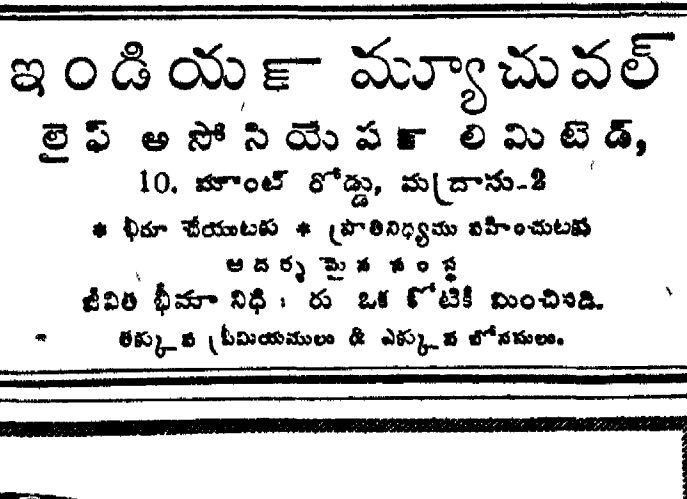 ఇండియన్ మ్యూచువల్
లైఫ్ అసోసియేషన్ లిమిటెడ్,
10, మౌంట్ రోడ్డు, మద్రాసు-2
* భీమా చేయుటకు * ప్రాతినిధ్యము వహించుటకు
ఆదర్శమైన సంస్థ
జీవిత భీమా నిధి : రు ఒక కోటికి మించినది.
తక్కువ ప్రీమియములు & ఎక్కువ బోనసులు.